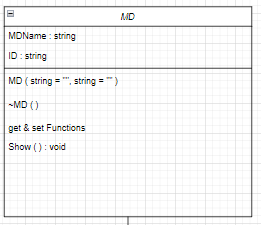 MD
MDName : string
ID : string
MD ( string = "", string = "" )
~MD ( )
get & set Functions
Show ( ) : void